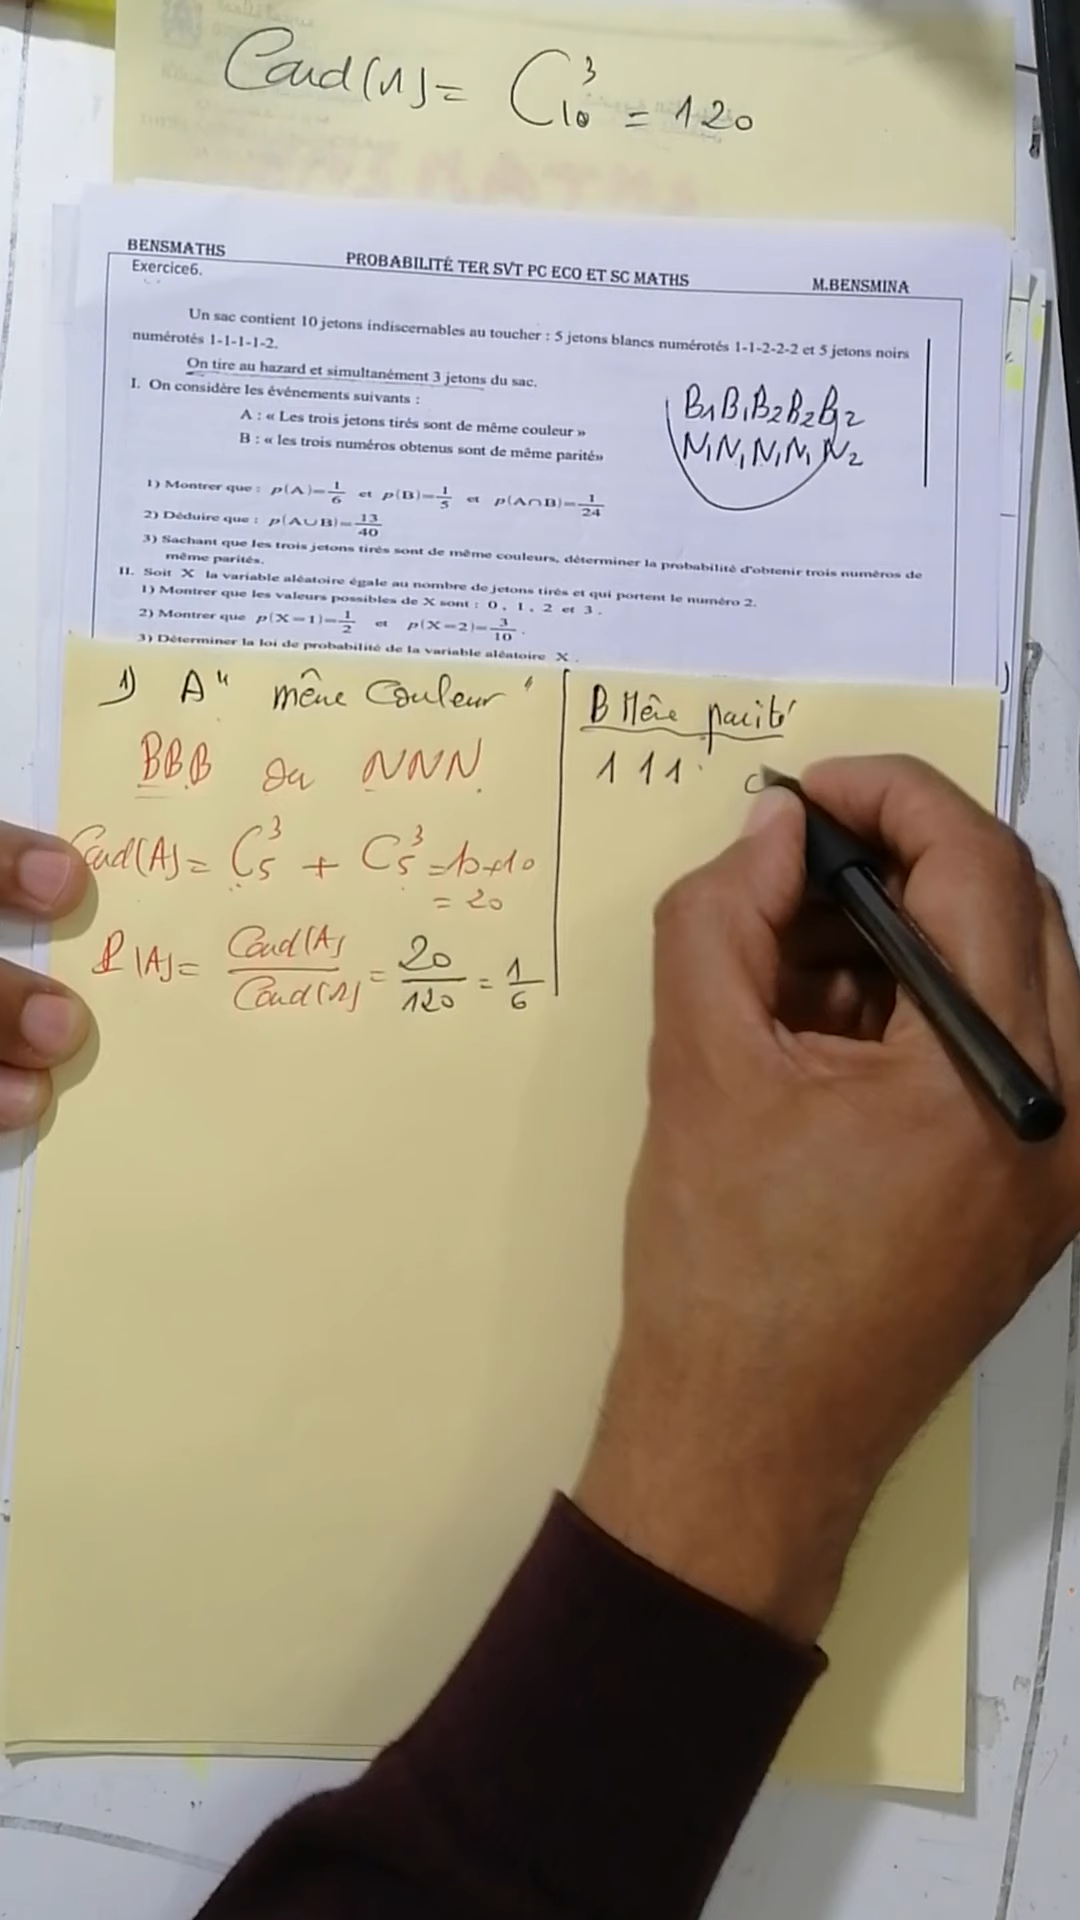 Card(Ω)= C₁₀³ = 120
BENSMATHS PROBABILITÉ TER SVT PC ECO ET SC MATHS M.BENSMINA
Exercice6.
Un sac contient 10 jetons indiscernables au toucher : 5 jetons blancs numérotés 1-1-2-2-2 et 5 jetons noirs
numérotés 1-1-1-1-2.
On tire au hazard et simultanément 3 jetons du sac.
B₁B₁B₂B₂B₂
N₁N₁N₁N₁N₂
I. On considère les événements suivants :
A : « Les trois jetons tirés sont de même couleur »
B : « les trois numéros obtenus sont de même parité»
1) Montrer que : p(A)=1/6 et p(B)=1/5 et p(A∩B)=1/24
2) Déduire que : p(A∪B)=13/40
3) Sachant que les trois jetons tirés sont de même couleurs, déterminer la probabilité d'obtenir trois numéros de
même parités.
II. Soit X la variable aléatoire égale au nombre de jetons tirés et qui portent le numéro 2.
1) Montrer que les valeurs possibles de X sont : 0 , 1 , 2 et 3 .
2) Montrer que p(X=1)=1/2 et p(X=2)=3/10 .
3) Déterminer la loi de probabilité de la variable aléatoire X .
1) A " même Couleur "
BBB ou NNN
Card(A)= C₅³ + C₅³ =10+10
= 20
P(A)= Card(A)/Card(Ω) = 20/120 = 1/6
B Même parité
1 1 1